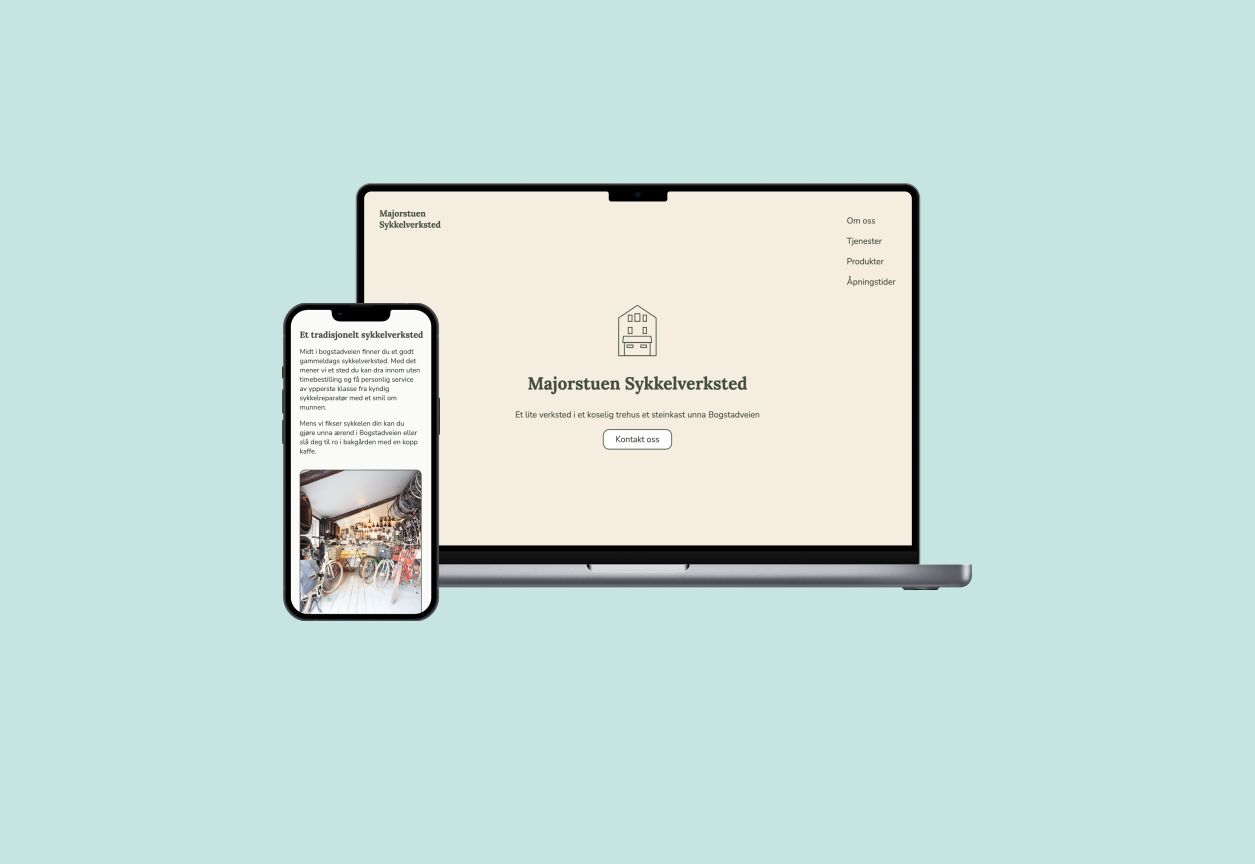 Majorstuen
Sykkelverksted
Om oss
Tjenester
Produkter
Åpningstider
Majorstuen Sykkelverksted
Et lite verksted i et koselig trehus et steinkast unna Bogstadveien
Kontakt oss
Et tradisjonelt sykkelverksted
Midt i bogstadveien finner du et godt
gammeldags sykkelverksted. Med det
mener vi et sted du kan dra innom uten
timebestilling og få personlig service
av ypperste klasse fra kyndig
sykkelreparatør med et smil om
munnen.
Mens vi fikser sykkelen din kan du
gjøre unna ærend i Bogstadveien eller
slå deg til ro i bakgården med en kopp
kaffe.